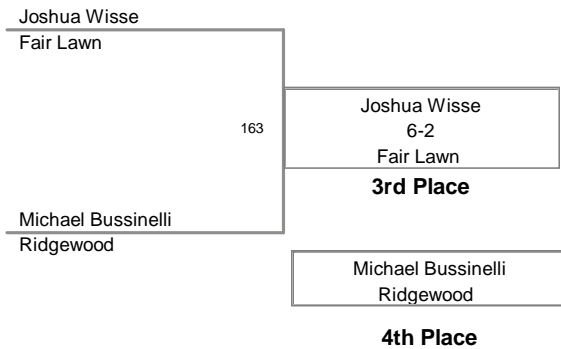 Joshua Wisse
Fair Lawn
163
Joshua Wisse
6-2
Fair Lawn
3rd Place
Michael Bussinelli
Ridgewood
Michael Bussinelli
Ridgewood
4th Place